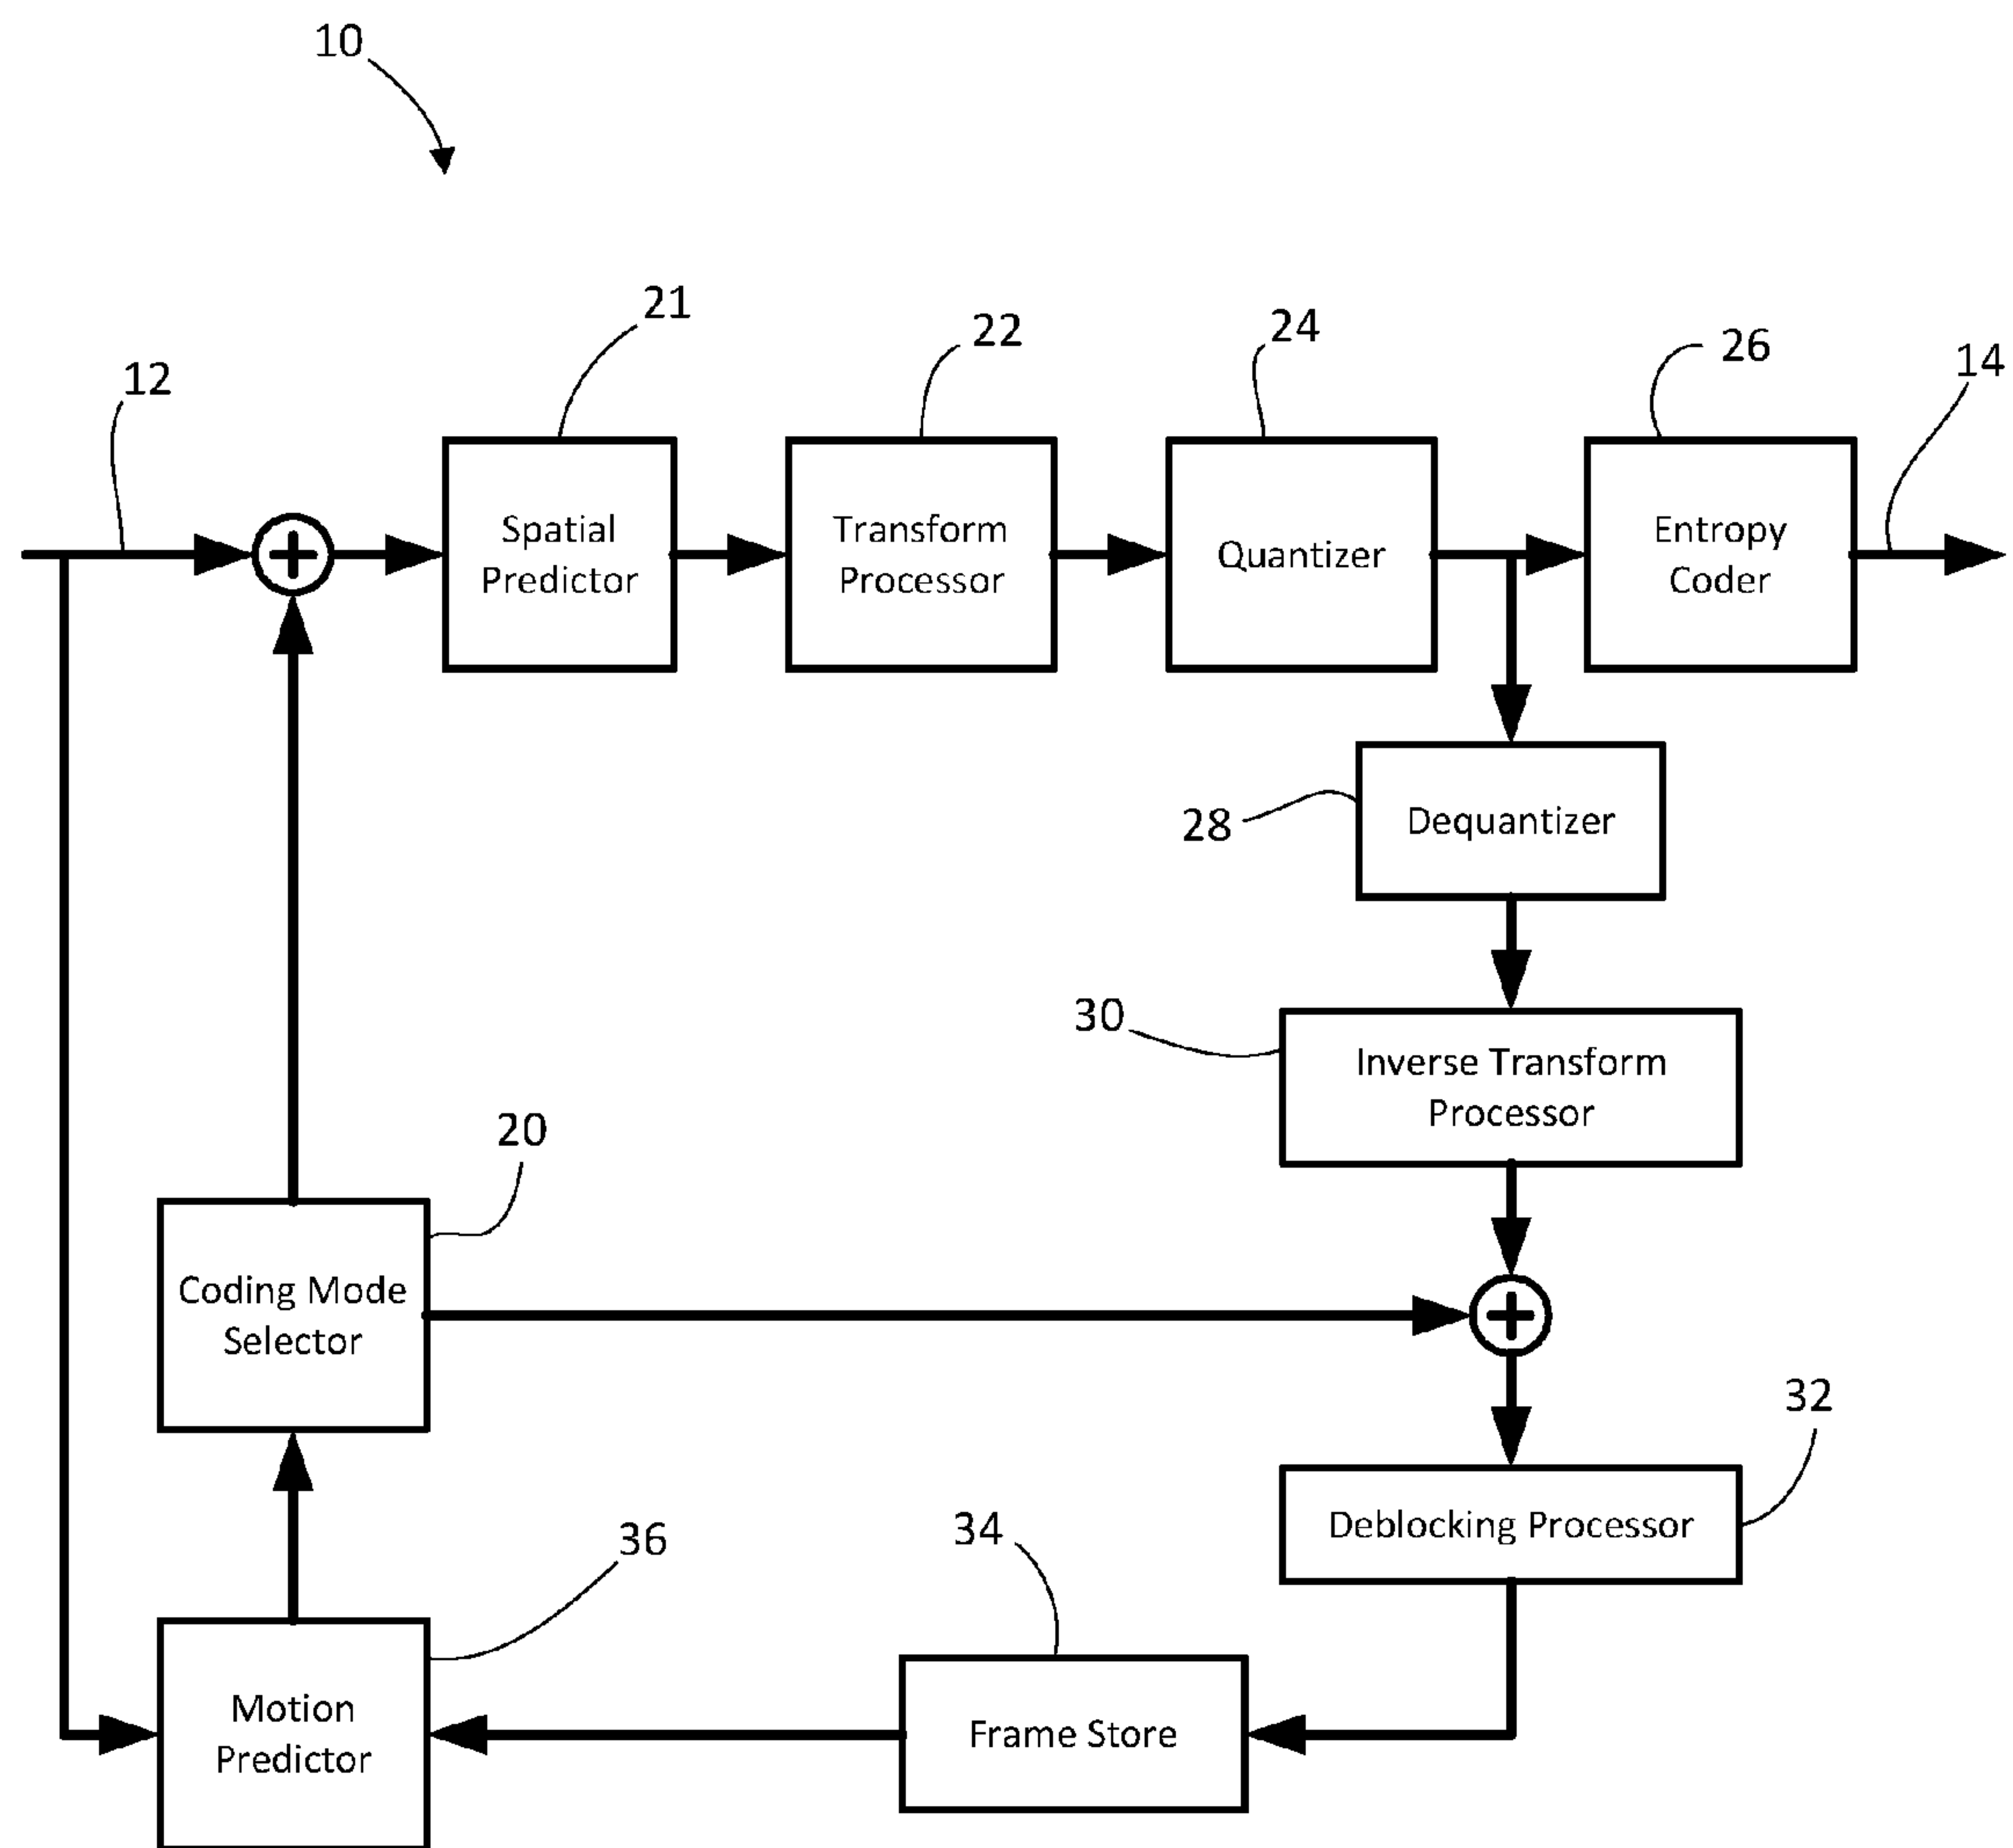 10
21
22
24
26
14
12
Spatial
Predictor
Transform
Processor
Quantizer
Entropy
Coder
28
Dequantizer
30
Inverse Transform
Processor
20
Coding Mode
Selector
32
36
34
Deblocking Processor
Motion
Predictor
Frame Store